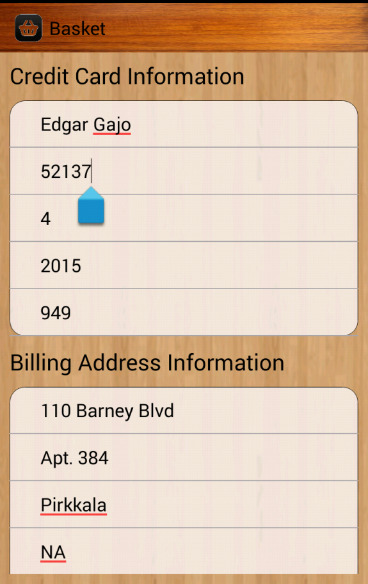 Basket
Credit Card Information
Edgar Gajo
52137
4
2015
949
Billing Address Information
110 Barney Blvd
Apt. 384
Pirkkala
NA